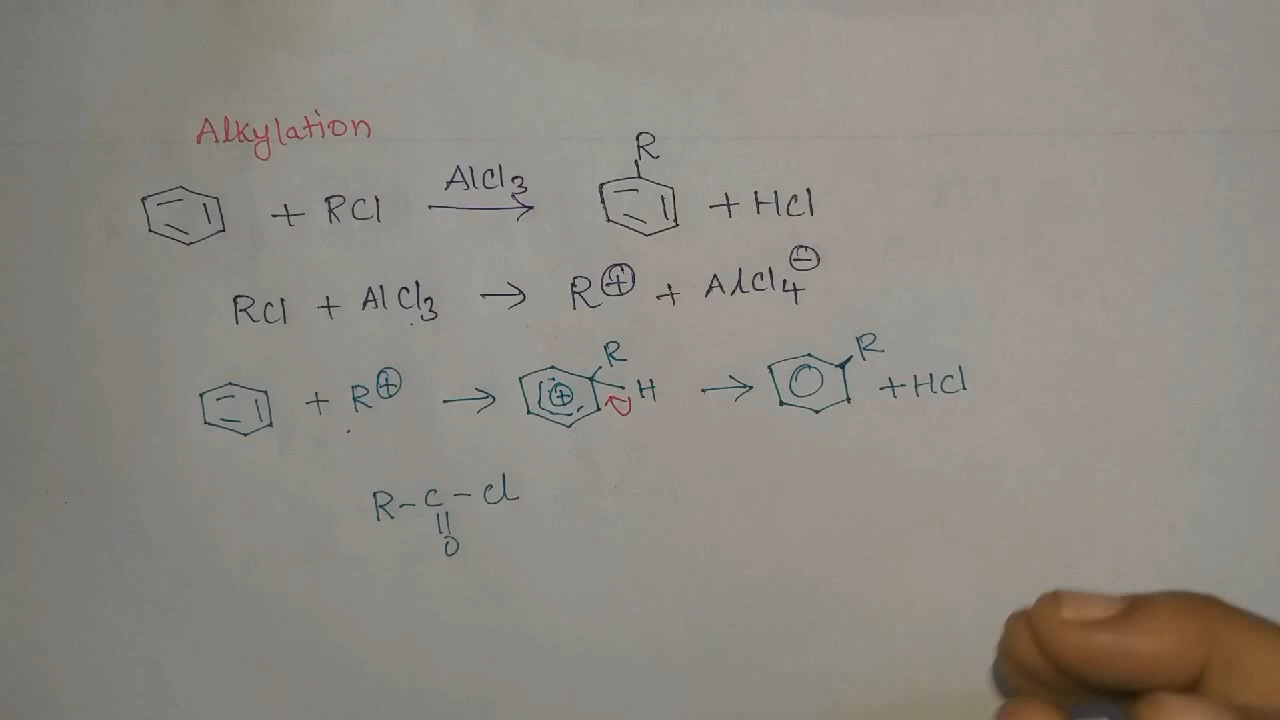 Alkylation
+ RCl AlCl3 → R + HCl
RCl + AlCl3 → R⊕ + AlCl4⊖
+ R⊕ → R ⊕ H → R + HCl
R-C-Cl
||
O